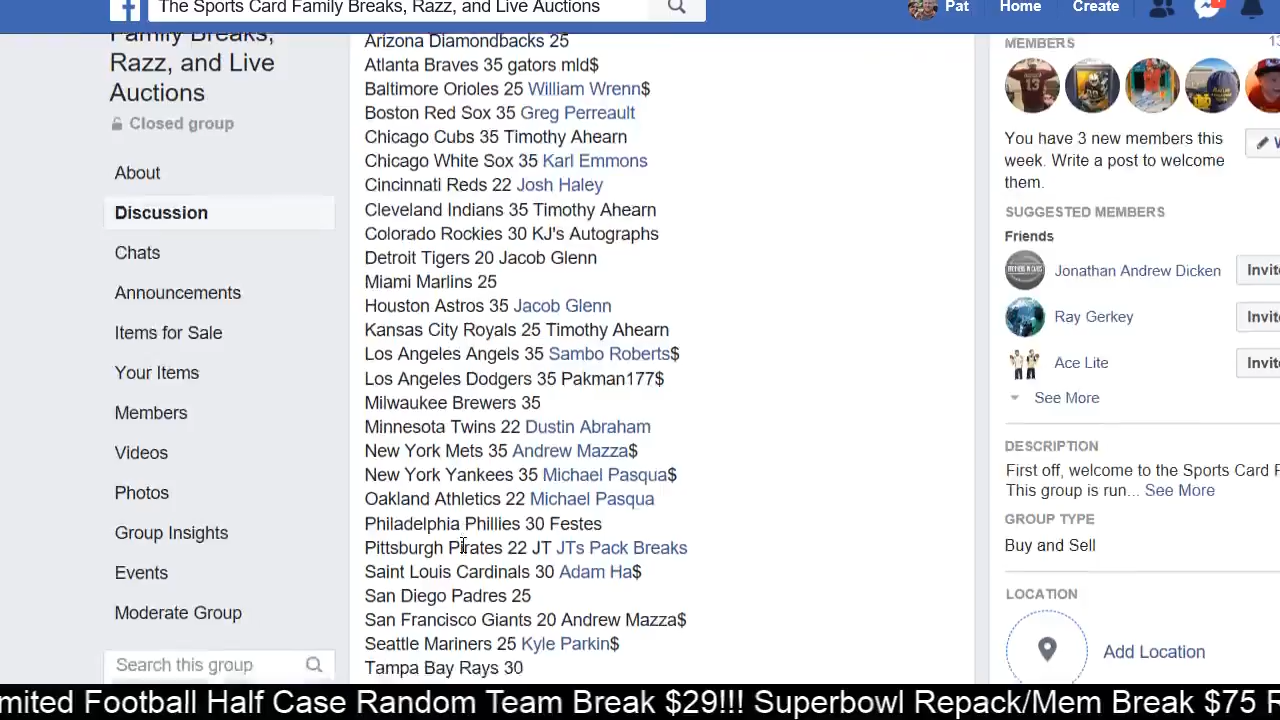 The Sports Card Family Breaks, Razz, and Live Auctions
Pat
Home
Create
Family Breaks,
Razz, and Live
Auctions
Closed group
About
Discussion
Chats
Announcements
Items for Sale
Your Items
Members
Videos
Photos
Group Insights
Events
Moderate Group
Search this group
Arizona Diamondbacks 25
Atlanta Braves 35 gators mld$
Baltimore Orioles 25 William Wrenn$
Boston Red Sox 35 Greg Perreault
Chicago Cubs 35 Timothy Ahearn
Chicago White Sox 35 Karl Emmons
Cincinnati Reds 22 Josh Haley
Cleveland Indians 35 Timothy Ahearn
Colorado Rockies 30 KJ's Autographs
Detroit Tigers 20 Jacob Glenn
Miami Marlins 25
Houston Astros 35 Jacob Glenn
Kansas City Royals 25 Timothy Ahearn
Los Angeles Angels 35 Sambo Roberts$
Los Angeles Dodgers 35 Pakman177$
Milwaukee Brewers 35
Minnesota Twins 22 Dustin Abraham
New York Mets 35 Andrew Mazza$
New York Yankees 35 Michael Pasqua$
Oakland Athletics 22 Michael Pasqua
Philadelphia Phillies 30 Festes
Pittsburgh Pirates 22 JT JTs Pack Breaks
Saint Louis Cardinals 30 Adam Ha$
San Diego Padres 25
San Francisco Giants 20 Andrew Mazza$
Seattle Mariners 25 Kyle Parkin$
Tampa Bay Rays 30
MEMBERS
You have 3 new members this
week. Write a post to welcome
them.
SUGGESTED MEMBERS
Friends
Jonathan Andrew Dicken
Invite
Ray Gerkey
Invite
Ace Lite
Invite
See More
DESCRIPTION
First off, welcome to the Sports Card F
This group is run... See More
GROUP TYPE
Buy and Sell
LOCATION
Add Location
mited Football Half Case Random Team Break $29!!! Superbowl Repack/Mem Break $75 R